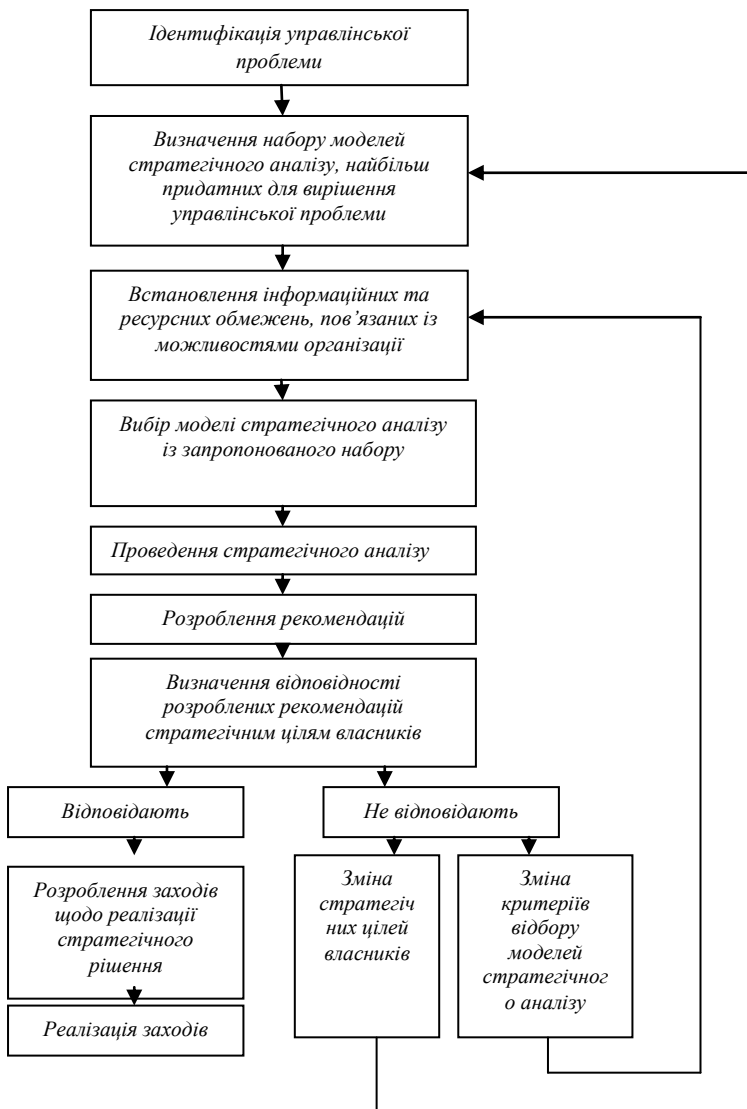 Ідентифікація управлінської
проблеми
Визначення набору моделей
стратегічного аналізу, найбільш
придатних для вирішення
управлінської проблеми
Встановлення інформаційних та
ресурсних обмежень, пов’язаних із
можливостями організації
Вибір моделі стратегічного аналізу
із запропонованого набору
Проведення стратегічного аналізу
Розроблення рекомендацій
Визначення відповідності
розроблених рекомендацій
стратегічним цілям власників
Відповідають
Не відповідають
Розроблення заходів
щодо реалізації
стратегічного
рішення
Реалізація заходів
Зміна
стратегіч
них цілей
власників
Зміна
критеріїв
відбору
моделей
стратегічног
о аналізу